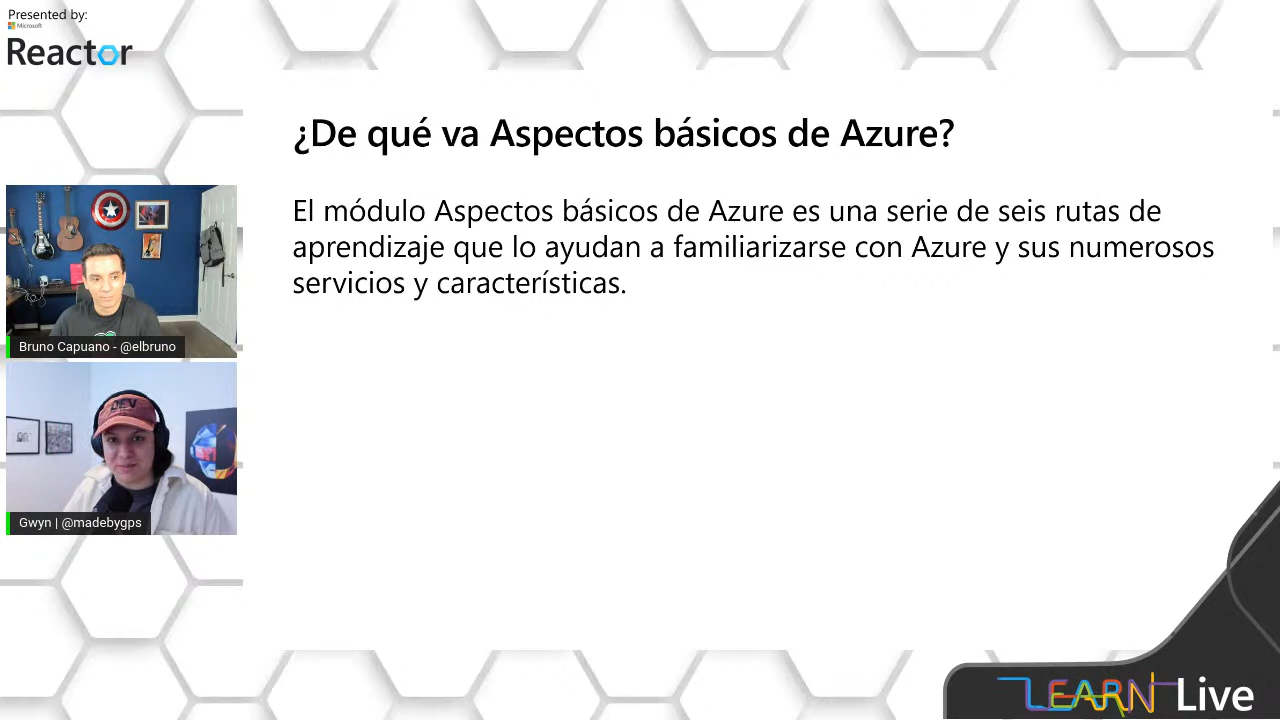 Presented by:
Microsoft
Reactor
¿De qué va Aspectos básicos de Azure?
El módulo Aspectos básicos de Azure es una serie de seis rutas de
aprendizaje que lo ayudan a familiarizarse con Azure y sus numerosos
servicios y características.
Bruno Capuano - @elbruno
DEV
Gwyn | @madebygps
LEARN Live